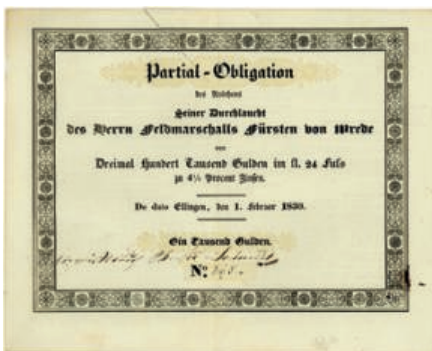 Partial-Obligation
des Anlehens
Seiner Durchlaucht
des Herrn Feldmarschalls Fürsten von Wrede
von
Dreimal Hundert Tausend Gulden im fl. 24 Fuſs
zu 4½ Procent Zinsen.
De dato Ellingen, den 1. Februar 1830.
Ein Tausend Gulden.
No.